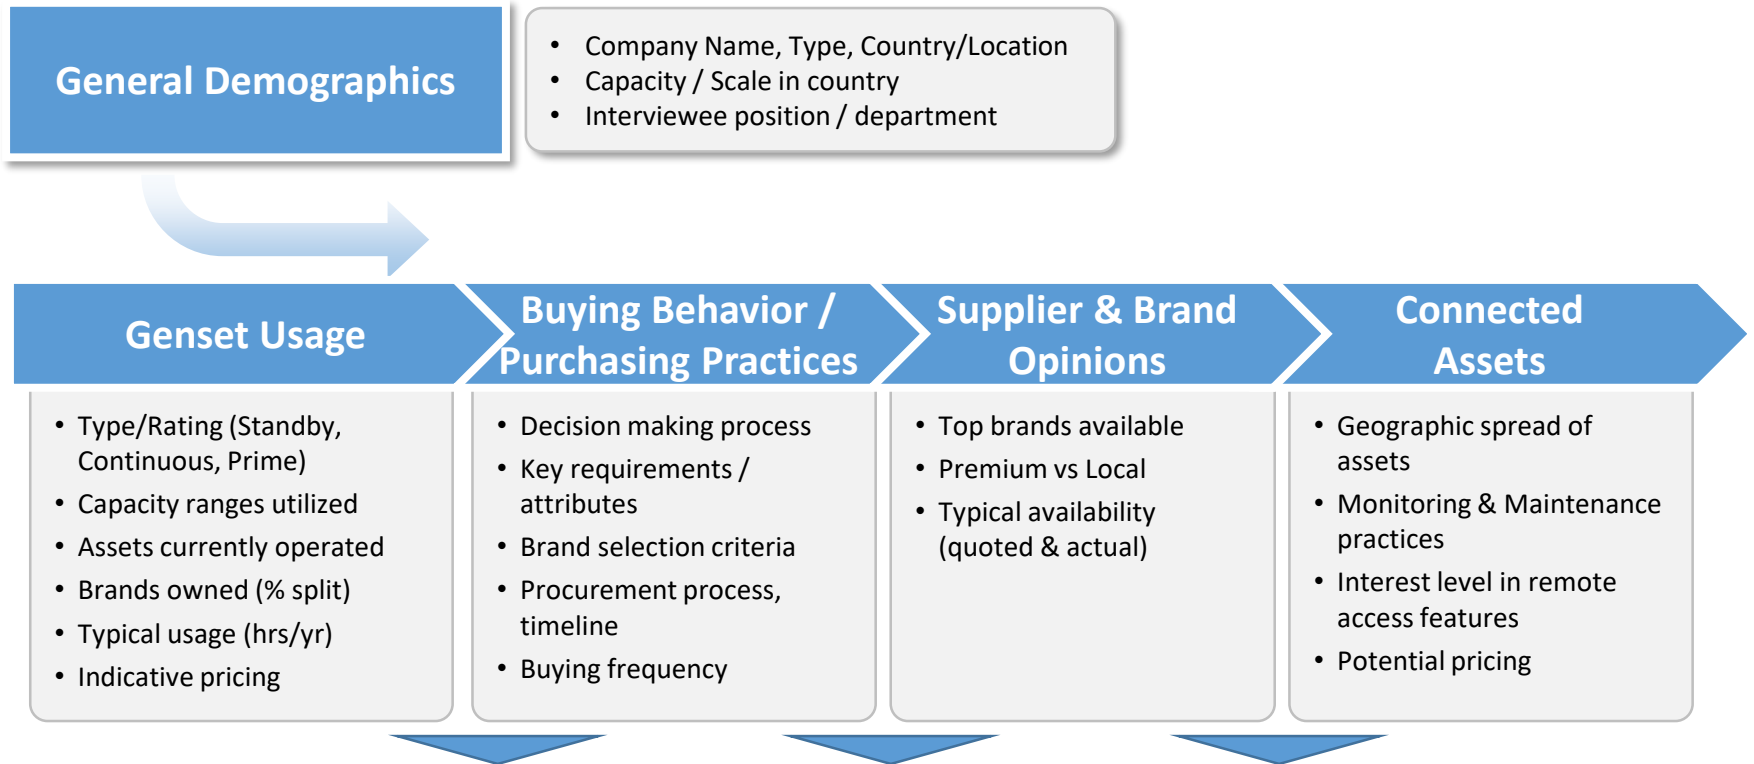 General Demographics
• Company Name, Type, Country/Location
• Capacity / Scale in country
• Interviewee position / department
Genset Usage
Buying Behavior /
Purchasing Practices
Supplier & Brand
Opinions
Connected
Assets
• Type/Rating (Standby,
Continuous, Prime)
• Capacity ranges utilized
• Assets currently operated
• Brands owned (% split)
• Typical usage (hrs/yr)
• Indicative pricing
• Decision making process
• Key requirements /
attributes
• Brand selection criteria
• Procurement process,
timeline
• Buying frequency
• Top brands available
• Premium vs Local
• Typical availability
(quoted & actual)
• Geographic spread of
assets
• Monitoring & Maintenance
practices
• Interest level in remote
access features
• Potential pricing